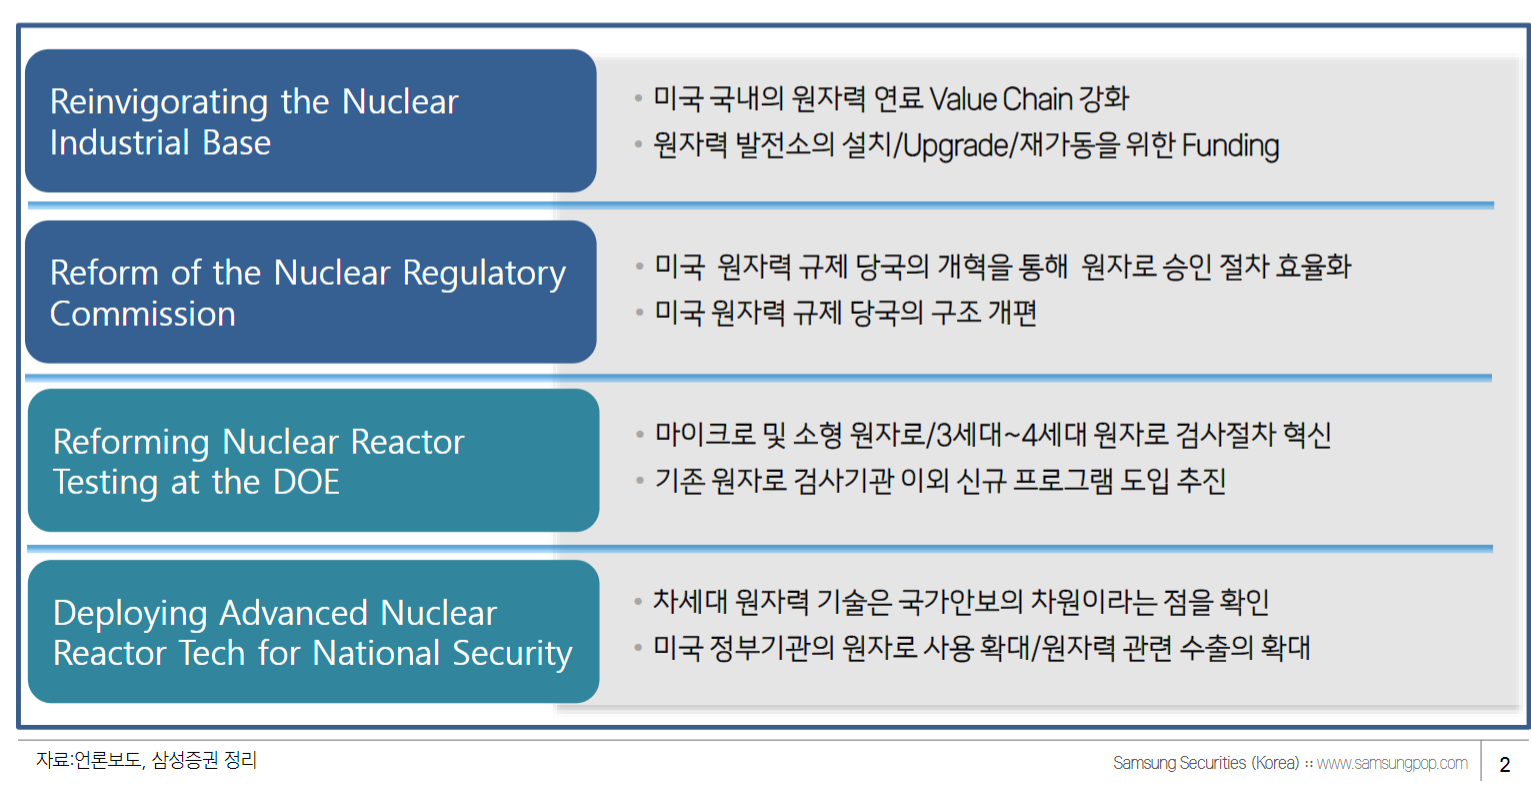 Reinvigorating the Nuclear
Industrial Base
• 미국 국내의 원자력 연료 Value Chain 강화
• 원자력 발전소의 설치/Upgrade/재가동을 위한 Funding
Reform of the Nuclear Regulatory
Commission
• 미국 원자력 규제 당국의 개혁을 통해 원자로 승인 절차 효율화
• 미국 원자력 규제 당국의 구조 개편
Reforming Nuclear Reactor
Testing at the DOE
• 마이크로 및 소형 원자로/3세대~4세대 원자로 검사절차 혁신
• 기존 원자로 검사기관 이외 신규 프로그램 도입 추진
Deploying Advanced Nuclear
Reactor Tech for National Security
• 차세대 원자력 기술은 국가안보의 차원이라는 점을 확인
• 미국 정부기관의 원자로 사용 확대/원자력 관련 수출의 확대
자료:언론보도, 삼성증권 정리
Samsung Securities (Korea) :: www.samsungpop.com
2